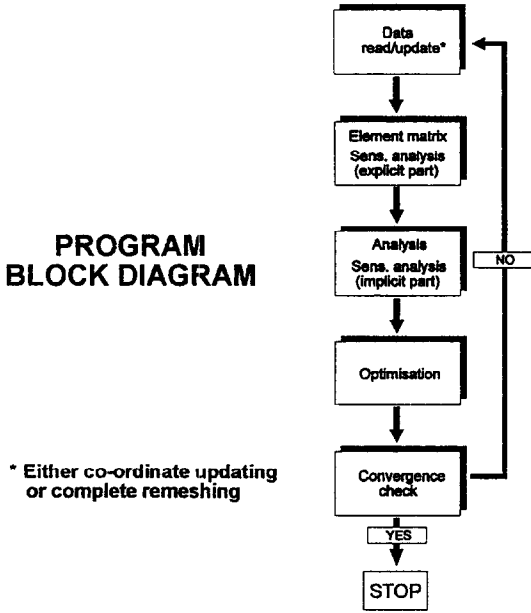 Data
read/update*
Element matrix
Sens. analysis
(explicit part)
PROGRAM
BLOCK DIAGRAM
Analysis
Sens. analysis
(implicit part)
NO
Optimisation
* Either co-ordinate updating
or complete remeshing
Convergence
check
YES
STOP